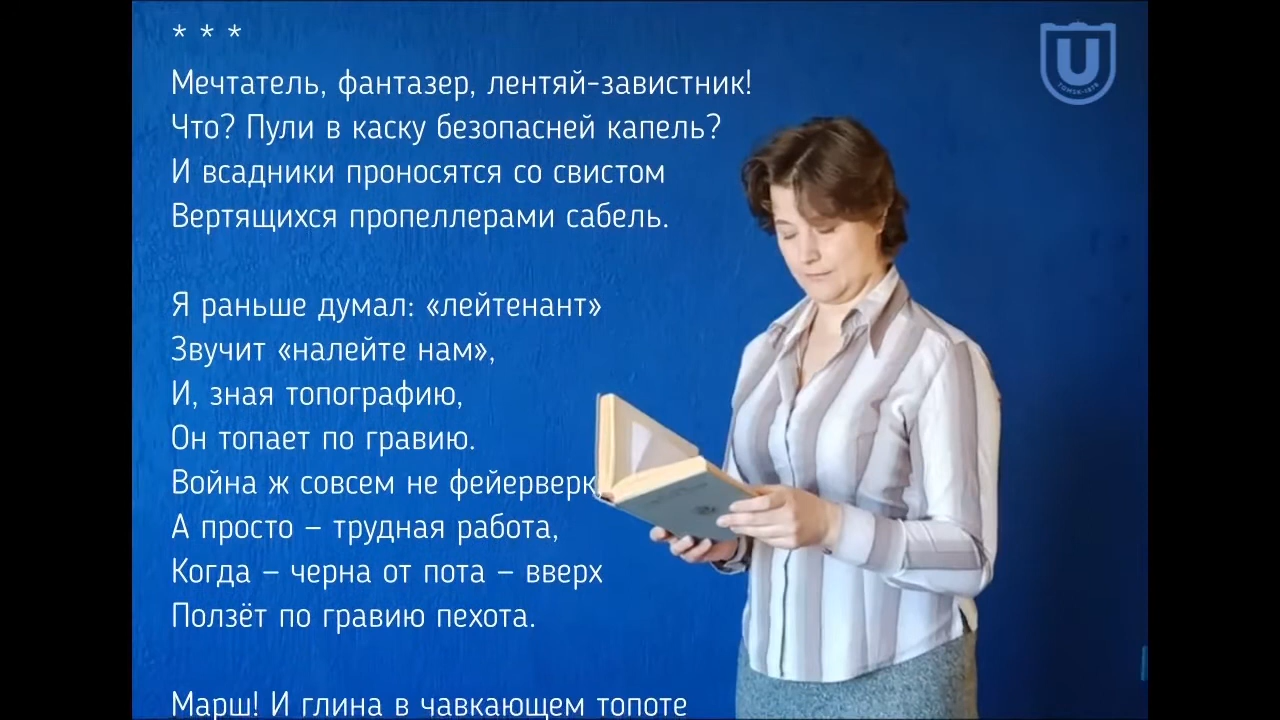 * * *
Мечтатель, фантазер, лентяй-завистник!
Что? Пули в каску безопасней капель?
И всадники проносятся со свистом
Вертящихся пропеллерами сабель.
Я раньше думал: «лейтенант»
Звучит «налейте нам»,
И, зная топографию,
Он топает по гравию.
Война ж совсем не фейерверк,
А просто – трудная работа,
Когда – черна от пота – вверх
Ползёт по гравию пехота.
Марш! И глина в чавкающем топоте
U